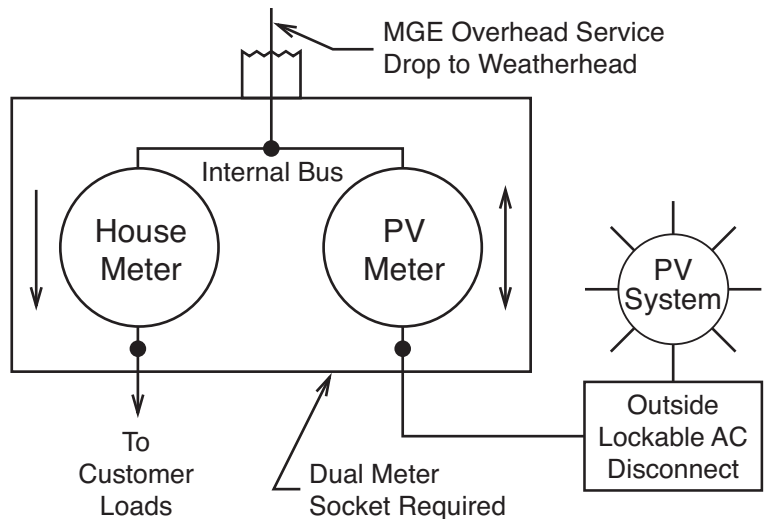 MGE Overhead Service
Drop to Weatherhead
Internal Bus
House
Meter
PV
Meter
PV
System
Outside
Lockable AC
Disconnect
To
Customer
Loads
Dual Meter
Socket Required